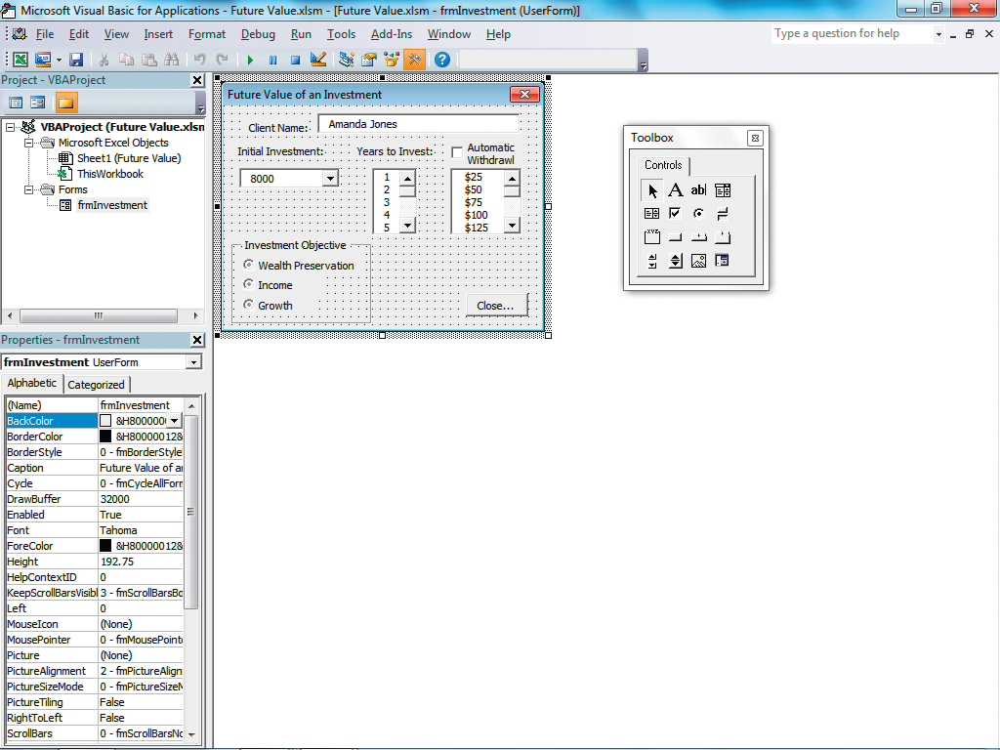 Microsoft Visual Basic for Applications - Future Value.xlsm - [Future Value.xlsm - frmInvestment (UserForm)]
File Edit View Insert Format Debug Run Tools Add-Ins Window Help
Type a question for help
Project - VBAProject
VBAProject (Future Value.xlsm
Microsoft Excel Objects
Sheet1 (Future Value)
ThisWorkbook
Forms
frmInvestment
Future Value of an Investment
Client Name: Amanda Jones
Initial Investment: Years to Invest: Automatic
Withdrawl
8000
1 $25
2 $50
3 $75
4 $100
5 $125
Investment Objective
Wealth Preservation
Income
Growth
Close...
Toolbox
Controls
A ab|
XYZ
Properties - frmInvestment
frmInvestment UserForm
Alphabetic Categorized
(Name) frmInvestment
BackColor &H800000
BorderColor &H80000012&
BorderStyle 0 - fmBorderStyle
Caption Future Value of a
Cycle 0 - fmCycleAllForm
DrawBuffer 32000
Enabled True
Font Tahoma
ForeColor &H80000012&
Height 192.75
HelpContextID 0
KeepScrollBarsVisibl 3 - fmScrollBarsBo
Left 0
MouseIcon (None)
MousePointer 0 - fmMousePoint
Picture (None)
PictureAlignment 2 - fmPictureAlign
PictureSizeMode 0 - fmPictureSizeM
PictureTiling False
RightToLeft False
ScrollBars 0 - fmScrollBarsNo